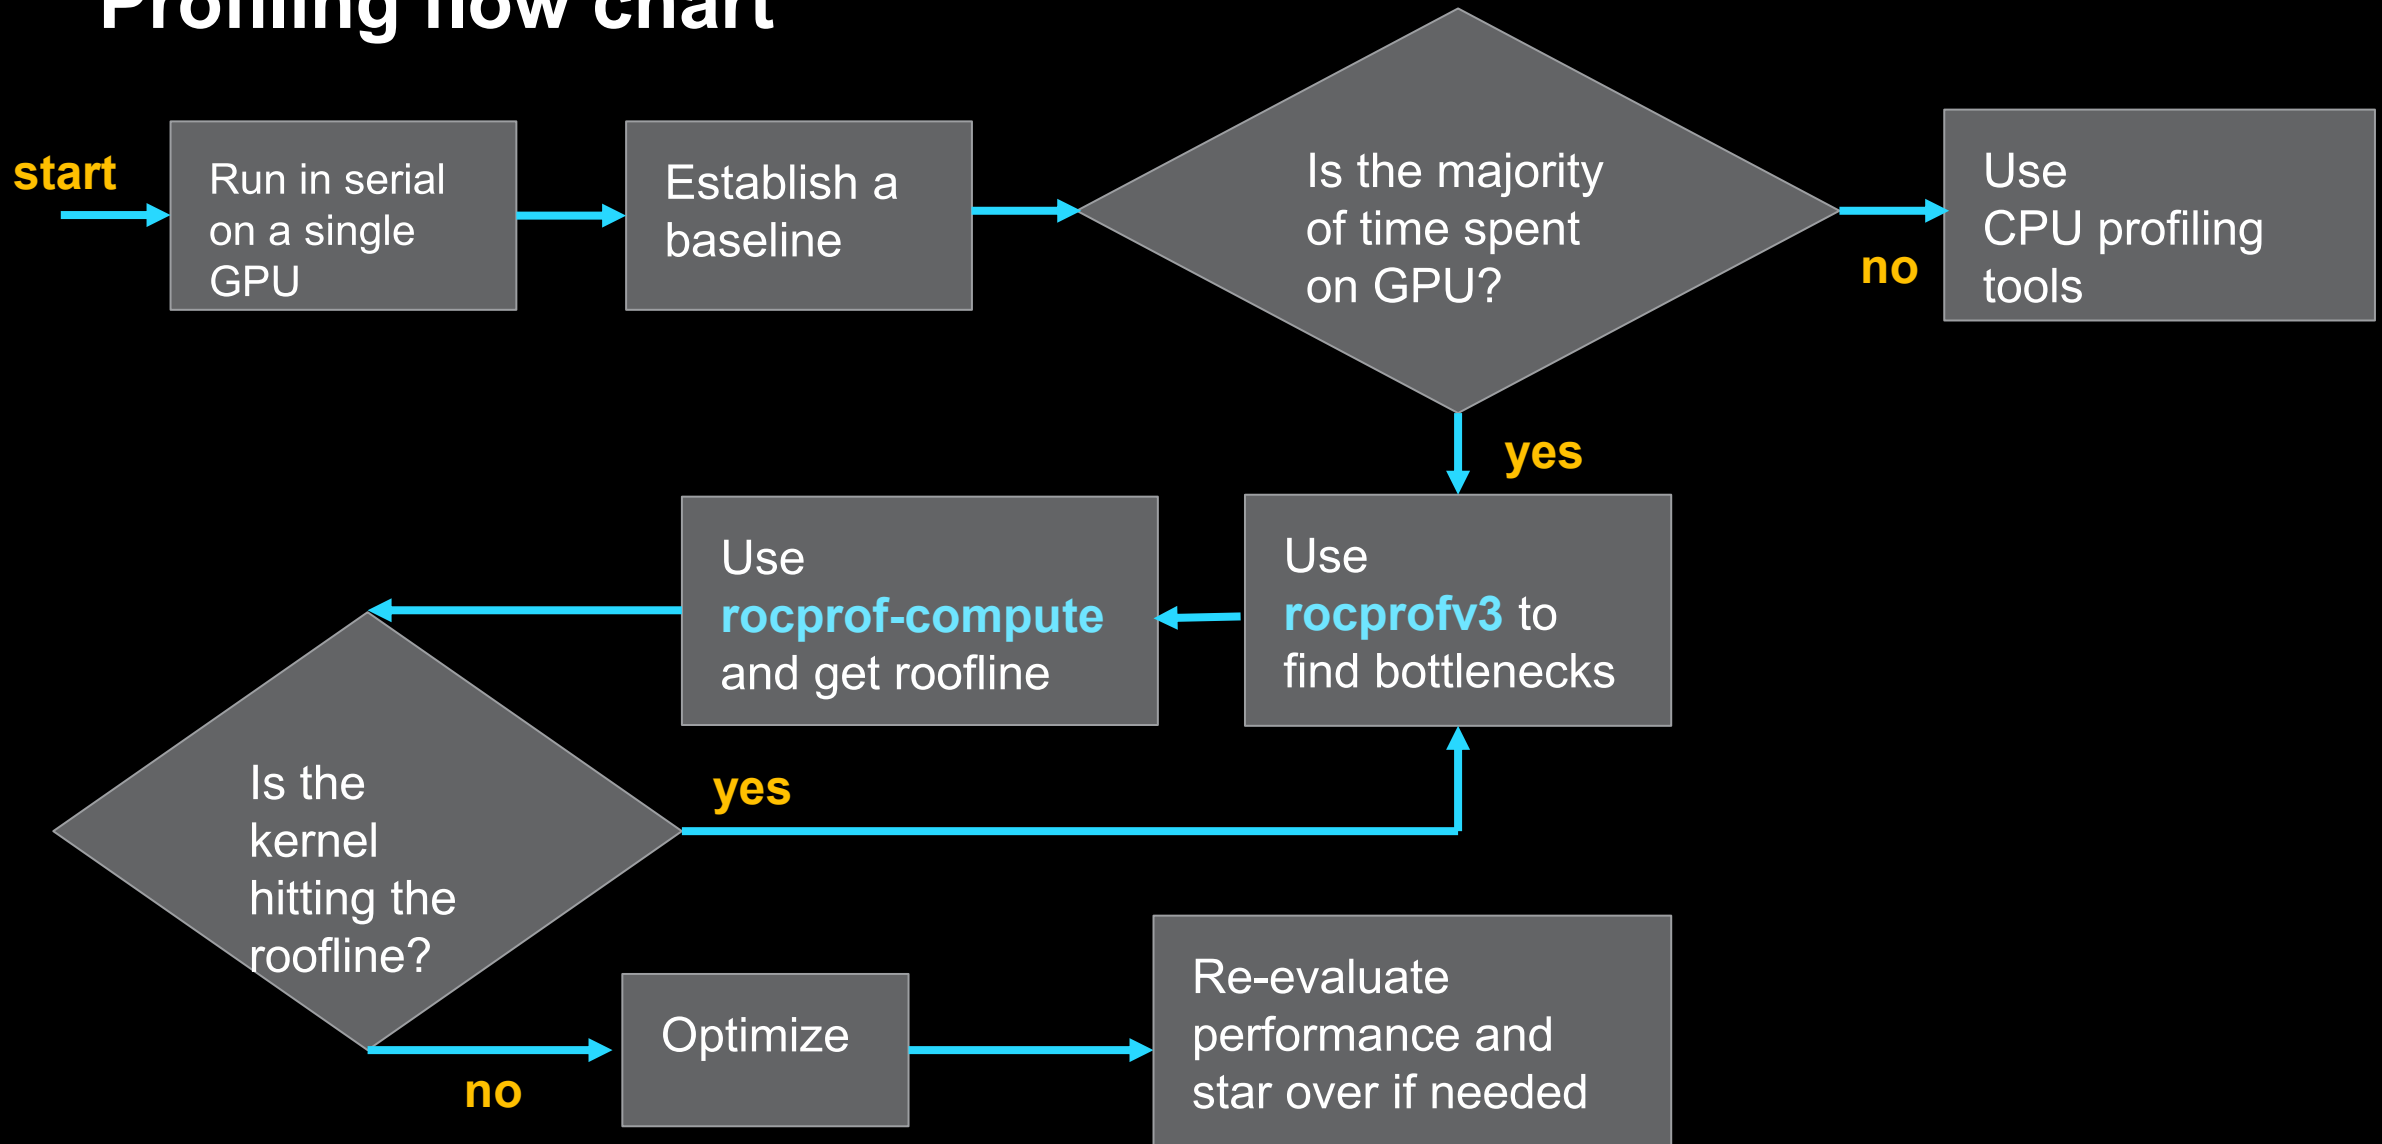 Profiling flow chart
start
Run in serial
on a single
GPU
Establish a
baseline
Is the majority
of time spent
on GPU?
no
Use
CPU profiling
tools
yes
Use
rocprofv3 to
find bottlenecks
Use
rocprof-compute
and get roofline
Is the
kernel
hitting the
roofline?
yes
no
Optimize
Re-evaluate
performance and
star over if needed